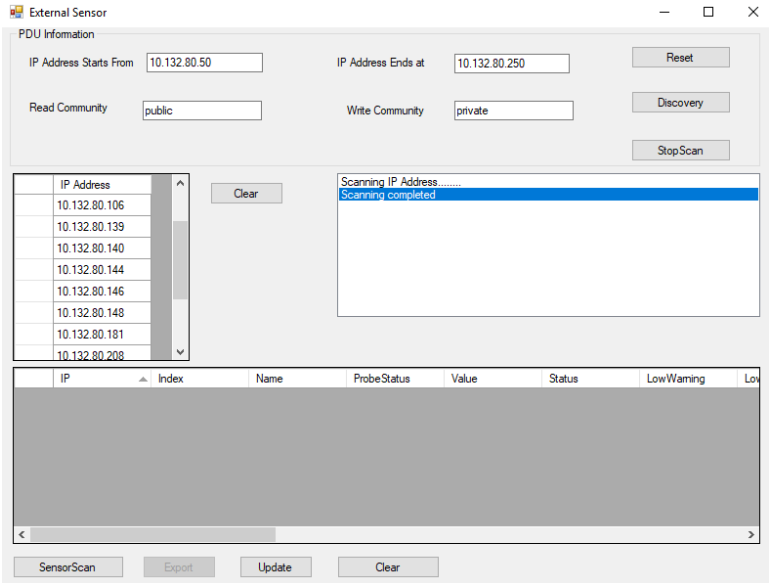 External Sensor
PDU Information
IP Address Starts From 10.132.80.50 IP Address Ends at 10.132.80.250 Reset
Read Community public Write Community private Discovery
StopScan
IP Address
10.132.80.106
10.132.80.139
10.132.80.140
10.132.80.144
10.132.80.146
10.132.80.148
10.132.80.181
10.132.80.208
Clear
Scanning IP Address........
Scanning completed
IP Index Name ProbeStatus Value Status LowWarning Lov
SensorScan Export Update Clear